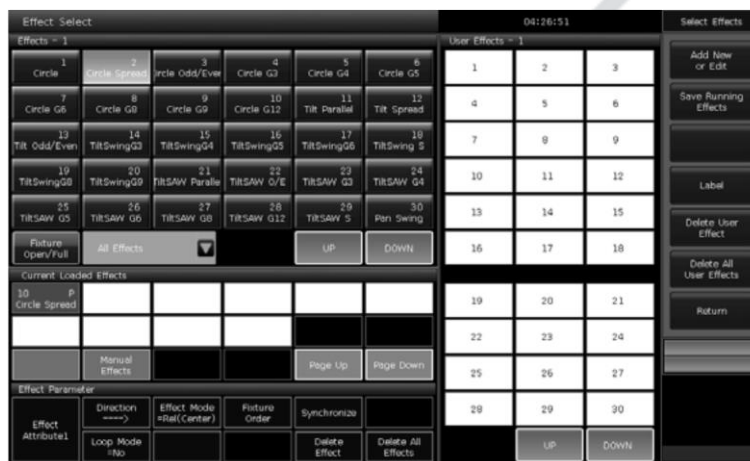 Effect Select
04:26:51
Select Effects
Effects - 1
User Effects - 1
1
Circle
2
Circle Spread
3
ircle Odd/Ever
4
Circle G3
5
Circle G4
6
Circle G5
7
Circle G6
8
Circle G8
9
Circle G9
10
Circle G12
11
Tilt Parallel
12
Tilt Spread
13
Tilt Odd/Even
14
TiltSwingG3
15
TiltSwingG4
16
TiltSwingG5
17
TiltSwingG6
18
TiltSwing S
19
TiltSwingG8
20
TiltSwingG9
21
TiltSAW Paralle
22
TiltSAW O/E
23
TiltSAW G3
24
TiltSAW G4
25
TiltSAW G5
26
TiltSAW G6
27
TiltSAW G8
28
TiltSAW G12
29
TiltSAW S
30
Pan Swing
Fixture
Open/Full
All Effects
UP
DOWN
Current Loaded Effects
10 P
Circle Spread
Manual
Effects
Page Up
Page Down
Effect Parameter
Effect
Attribute1
Direction
---->
Effect Mode
=Rel(Center)
Fixture
Order
Synchronize
Loop Mode
=No
Delete
Effect
Delete All
Effects
1
2
3
4
5
6
7
8
9
10
11
12
13
14
15
16
17
18
19
20
21
22
23
24
25
26
27
28
29
30
UP
DOWN
Add New
or Edit
Save Running
Effects
Label
Delete User
Effect
Delete All
User Effects
Return